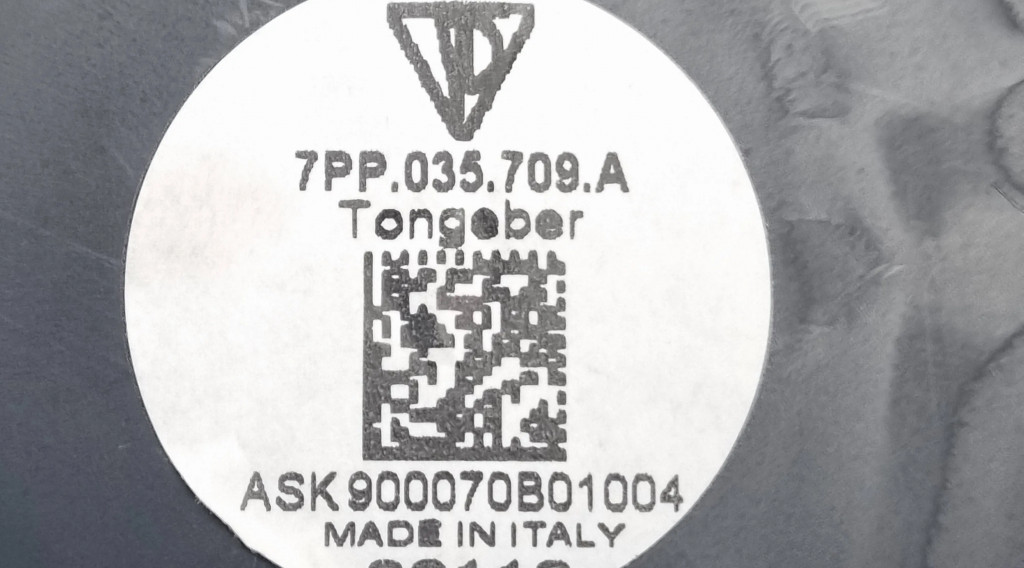 7PP.035.709.A
Tongeber
ASK900070B01004
MADE IN ITALY